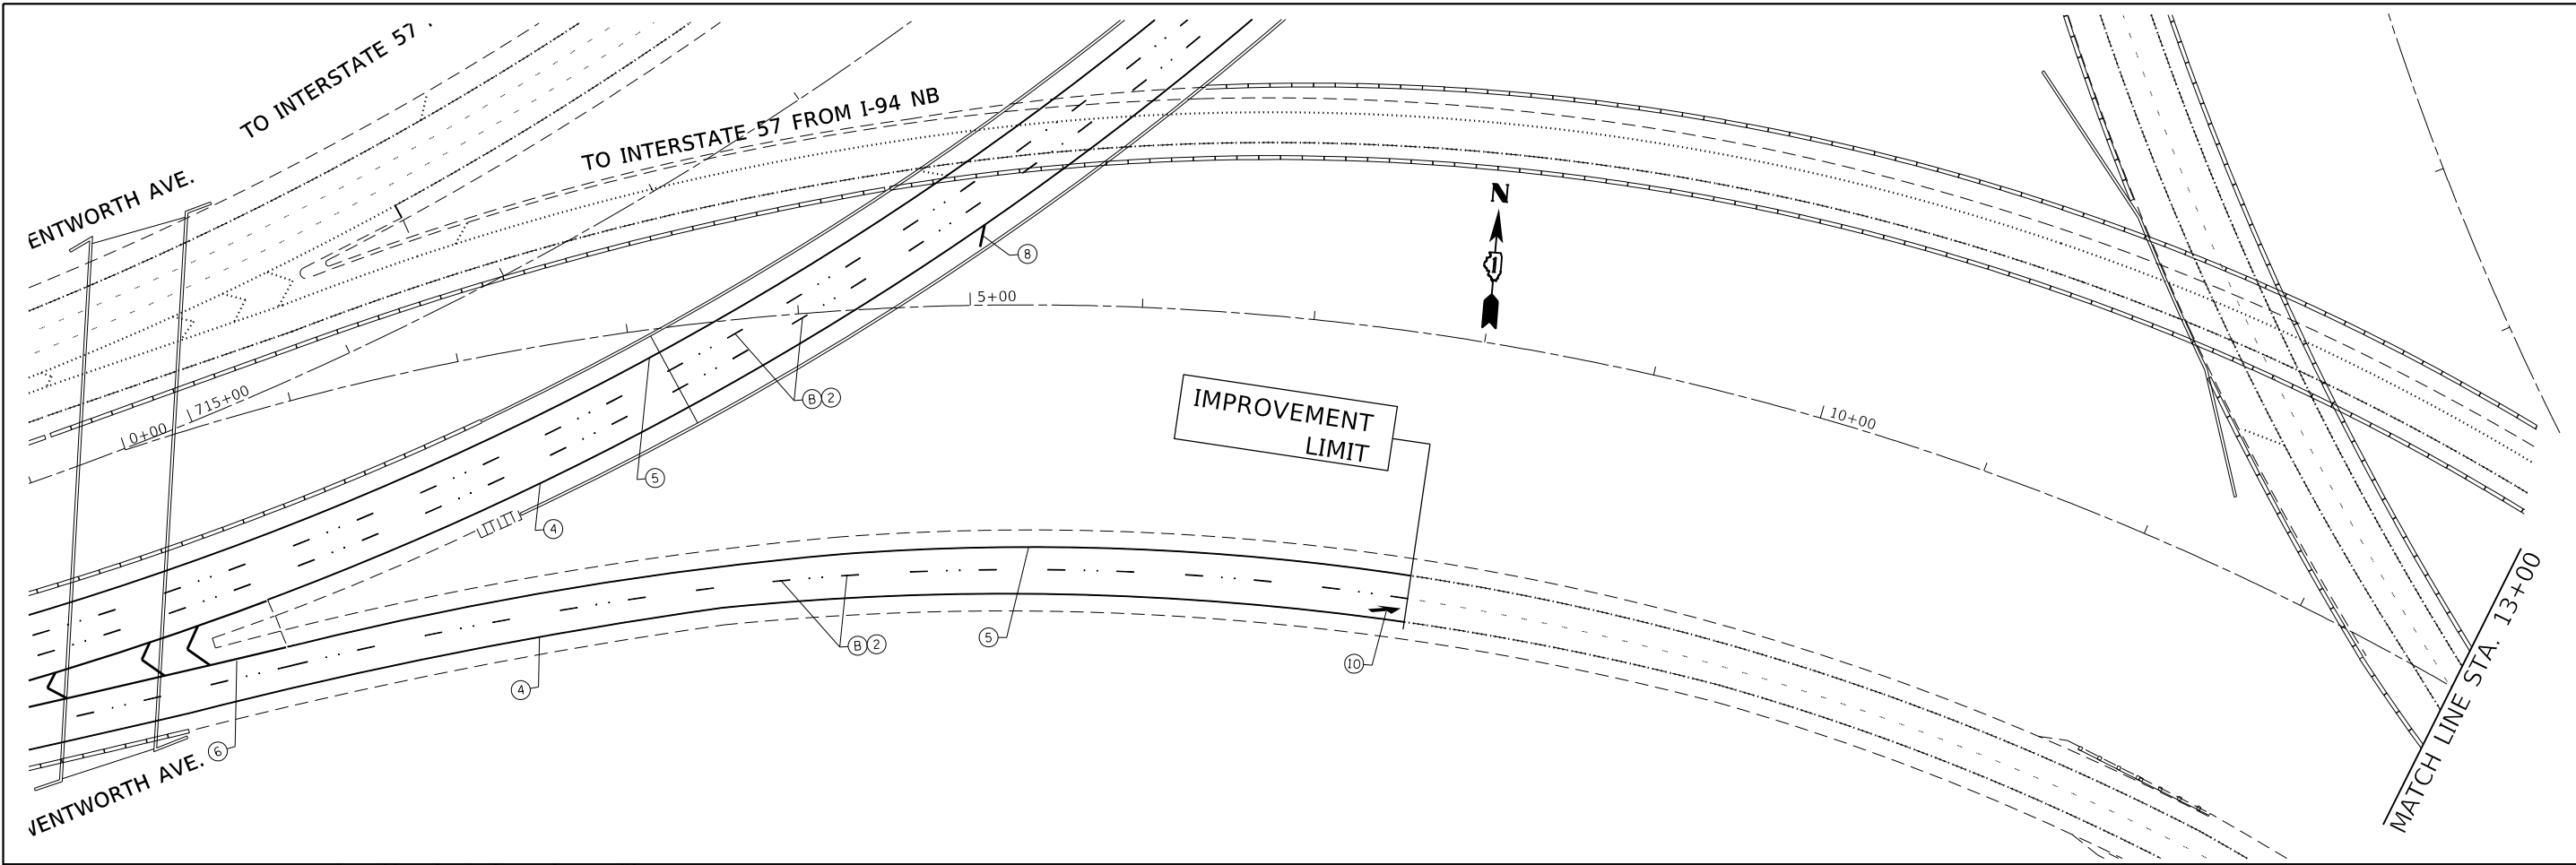 TO INTERSTATE 57
ENTWORTH AVE.
TO INTERSTATE 57 FROM I-94 NB
N
8
5+00
B 2
IMPROVEMENT
LIMIT
715+00
0+00
10+00
5
4
MATCH LINE STA. 13+00
B 2
5
10
4
6
WENTWORTH AVE.